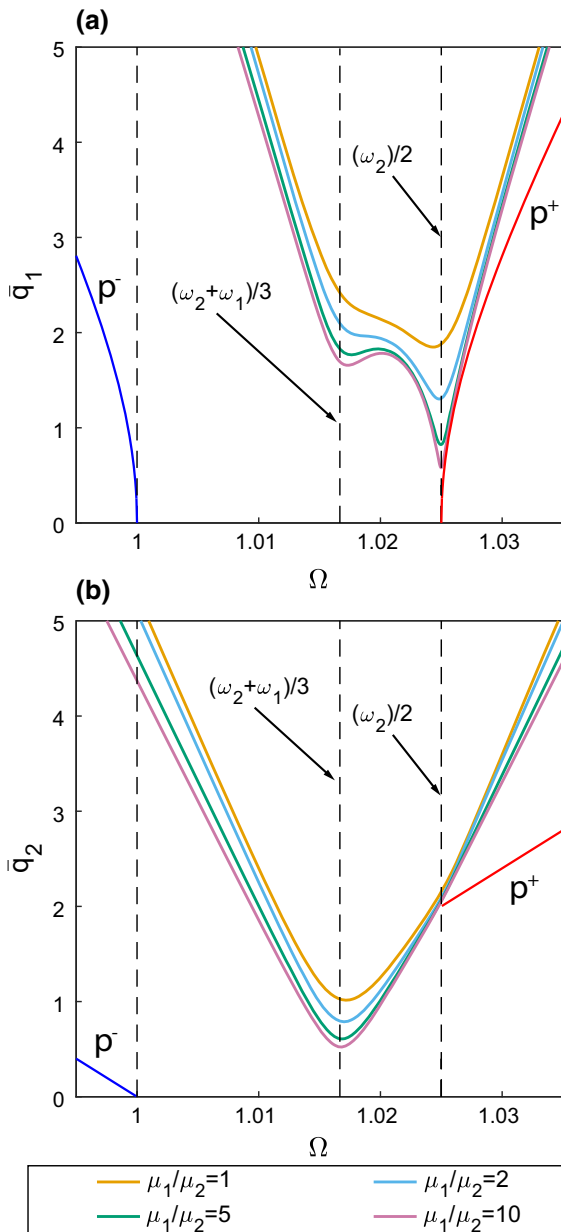 (a)
5
4
3
2
1
0
q̄₁
(ω₂)/2
p⁺
p⁻
(ω₂+ω₁)/3
1
1.01
1.02
1.03
Ω
(b)
5
4
3
2
1
0
q̄₂
(ω₂+ω₁)/3
(ω₂)/2
p⁺
p⁻
1
1.01
1.02
1.03
Ω
μ₁/μ₂=1
μ₁/μ₂=2
μ₁/μ₂=5
μ₁/μ₂=10